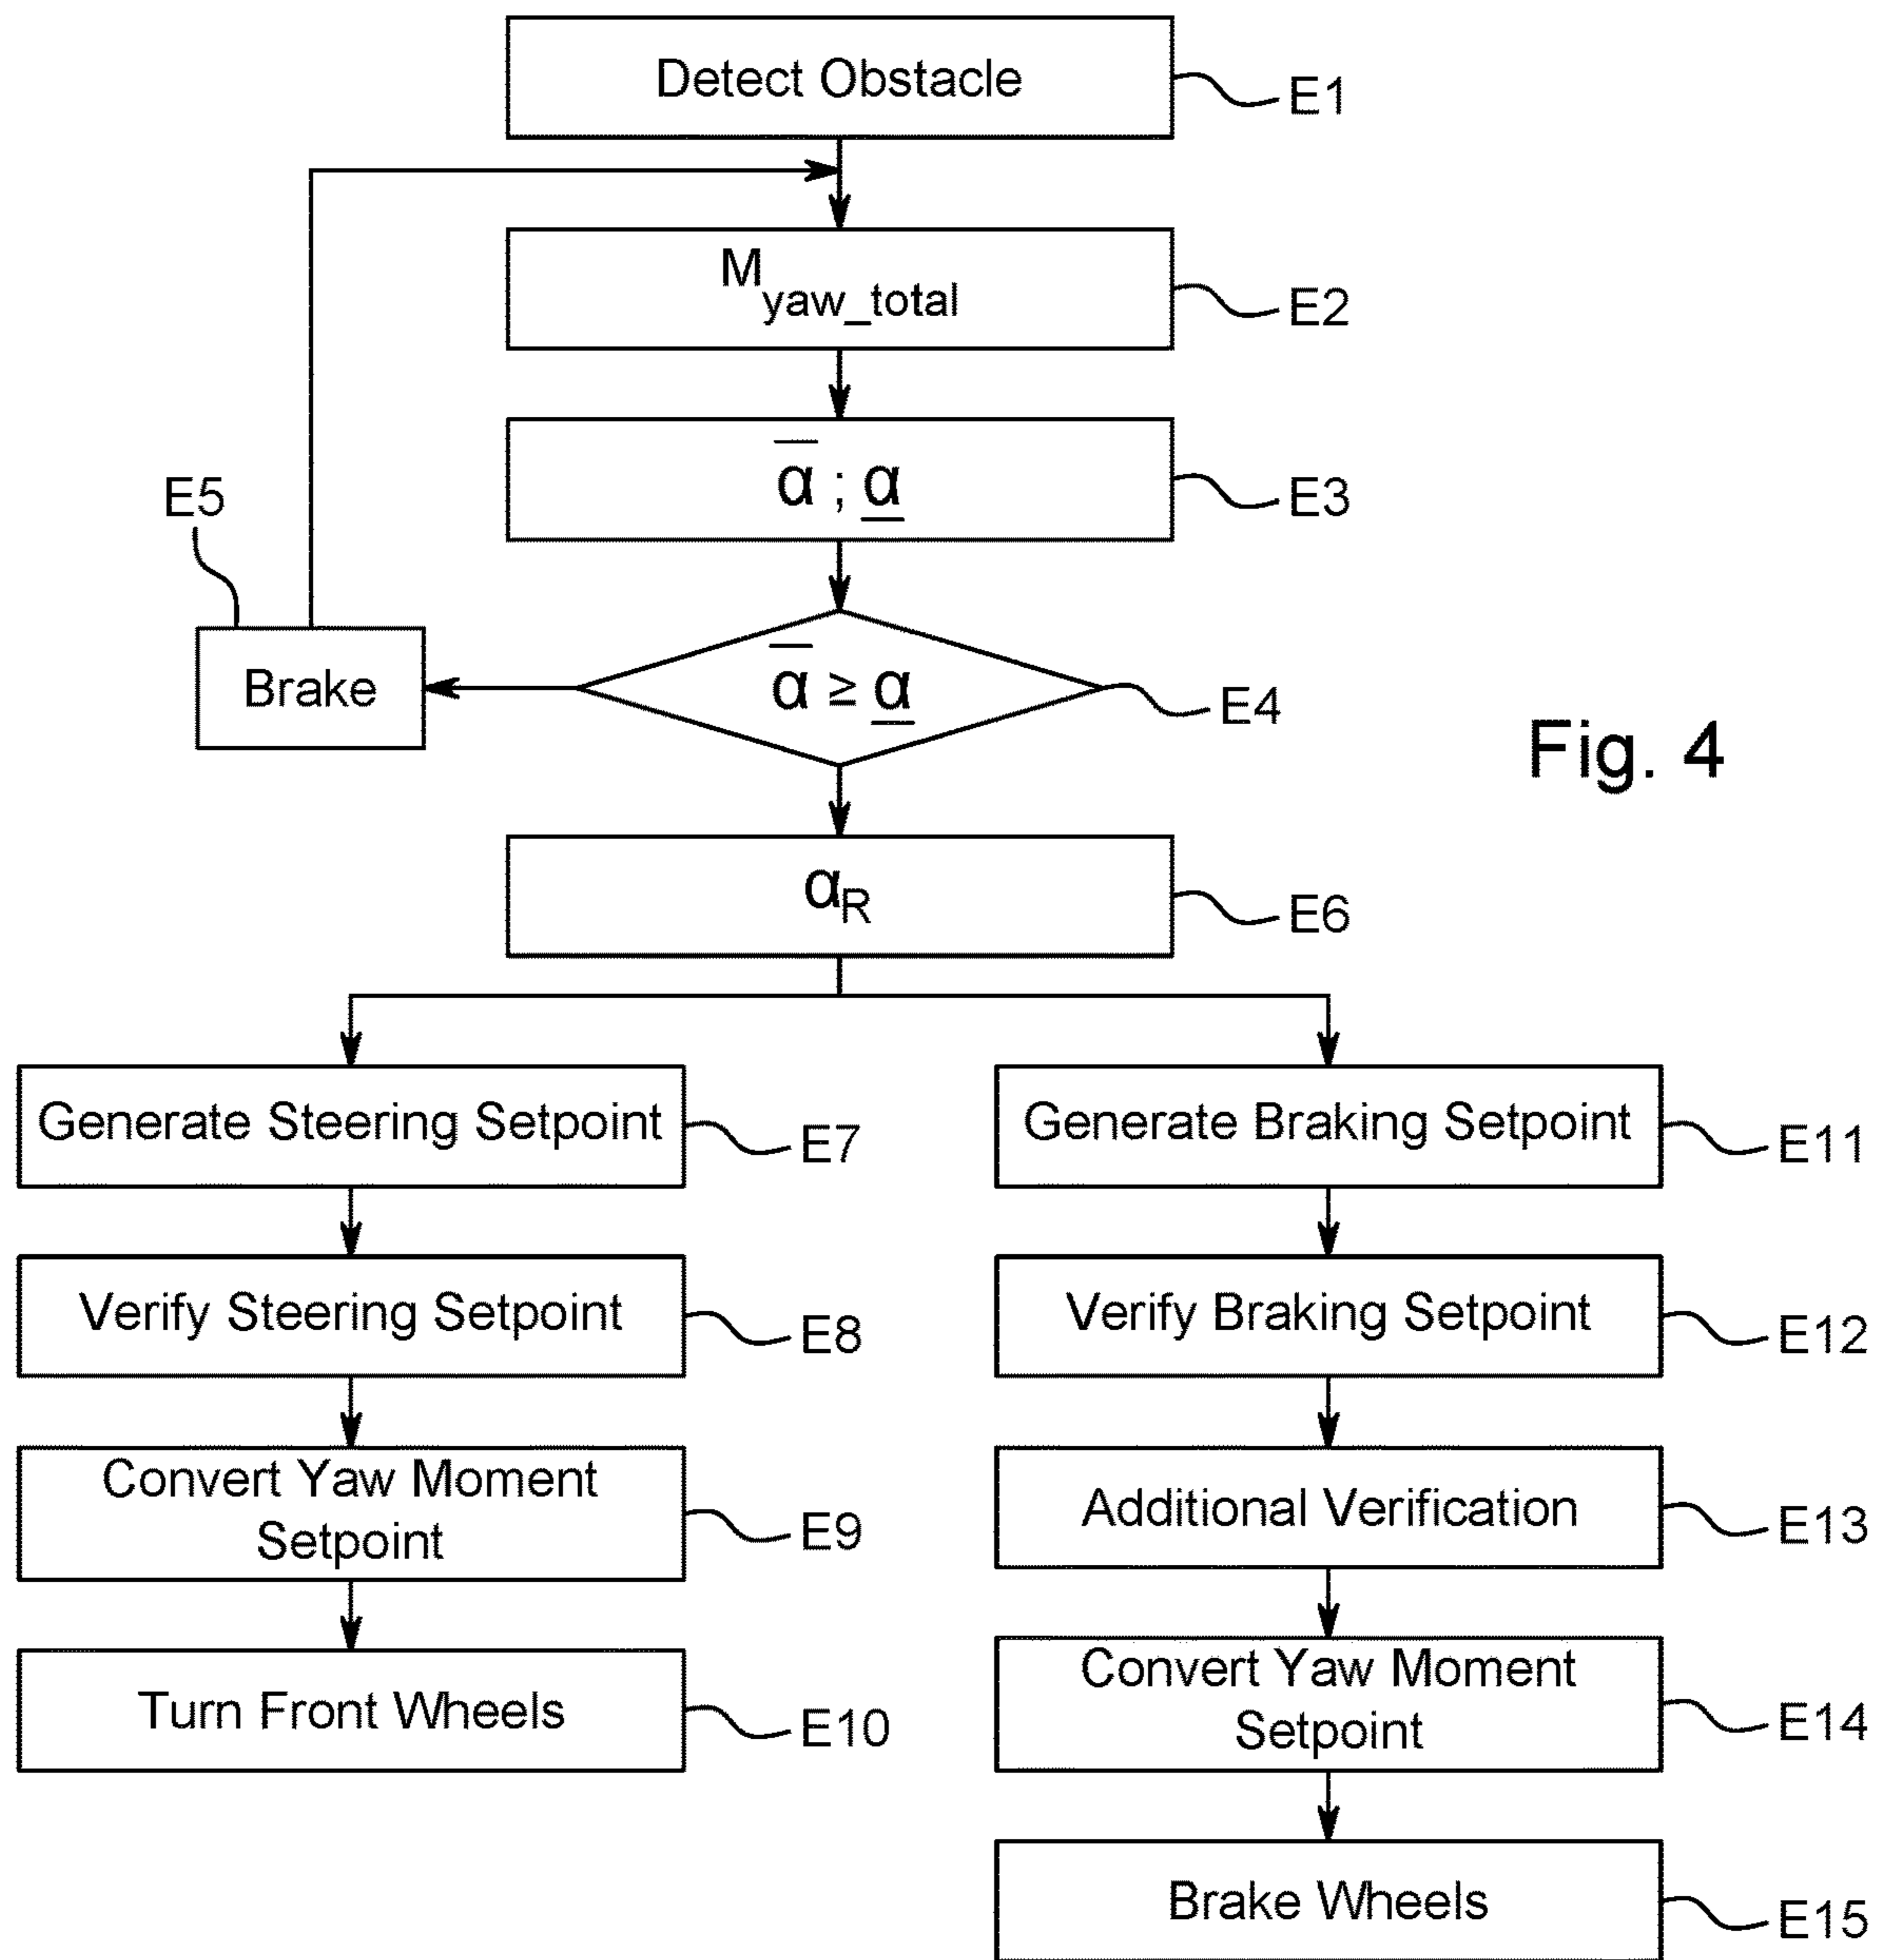 Detect Obstacle
E1
M
yaw_total
E2
α̅ ; α̲
E3
E5
Brake
α̅ ≥ α̲
E4
Fig. 4
αR
E6
Generate Steering Setpoint
E7
Generate Braking Setpoint
E11
Verify Steering Setpoint
E8
Verify Braking Setpoint
E12
Convert Yaw Moment
Setpoint
E9
Additional Verification
E13
Turn Front Wheels
E10
Convert Yaw Moment
Setpoint
E14
Brake Wheels
E15